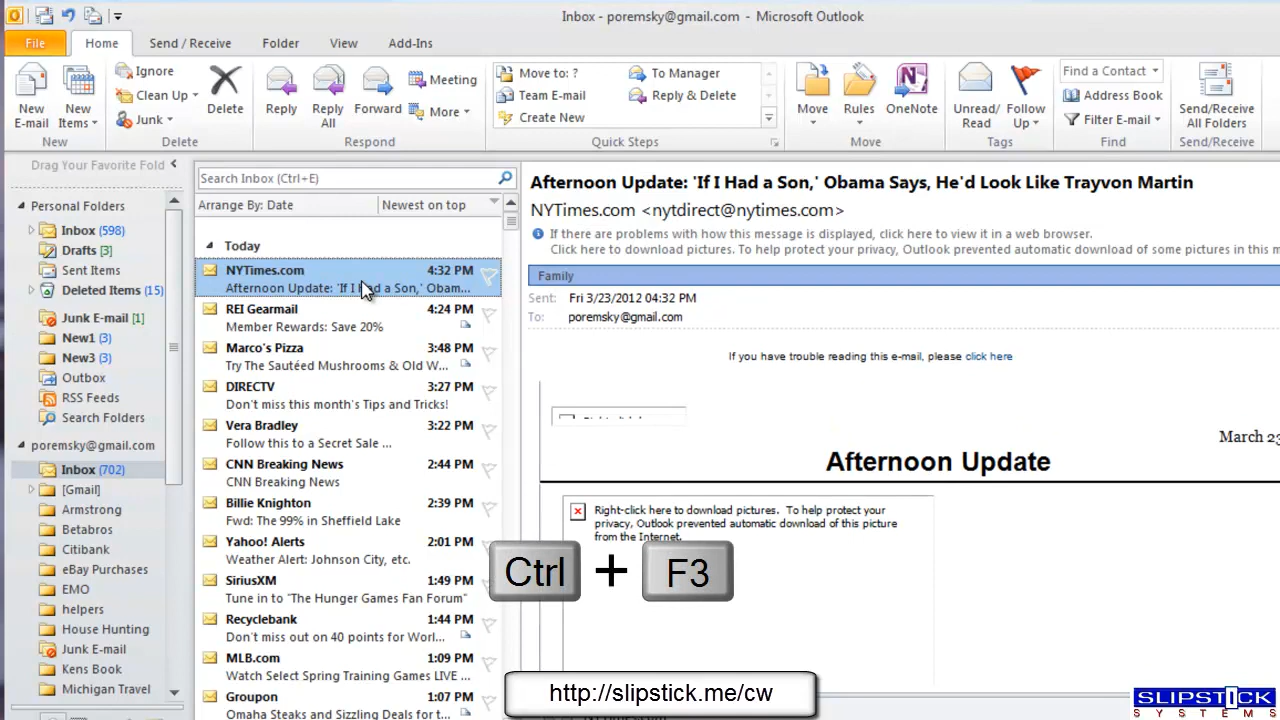 Inbox - poremsky@gmail.com - Microsoft Outlook
File Home Send / Receive Folder View Add-Ins
New E-mail
New Items
New
Ignore
Clean Up
Junk
Delete
Delete
Reply
Reply All
Forward
Meeting
More
Respond
Move to: ?
Team E-mail
Create New
To Manager
Reply & Delete
Quick Steps
Move
Rules
OneNote
Move
Unread/ Read
Follow Up
Tags
Find a Contact
Address Book
Filter E-mail
Find
Send/Receive All Folders
Send/Receive
Drag Your Favorite Fold
Personal Folders
Inbox (598)
Drafts [3]
Sent Items
Deleted Items (15)
Junk E-mail [1]
New1 (3)
New3 (3)
Outbox
RSS Feeds
Search Folders
poremsky@gmail.com
Inbox (702)
[Gmail]
Armstrong
Betabros
Citibank
eBay Purchases
EMO
helpers
House Hunting
Junk E-mail
Kens Book
Michigan Travel
Search Inbox (Ctrl+E)
Arrange By: Date Newest on top
Today
NYTimes.com 4:32 PM
Afternoon Update: 'If I Had a Son,' Obam...
REI Gearmail 4:24 PM
Member Rewards: Save 20%
Marco's Pizza 3:48 PM
Try The Sautéed Mushrooms & Old W...
DIRECTV 3:27 PM
Don't miss this month's Tips and Tricks!
Vera Bradley 3:22 PM
Follow this to a Secret Sale ...
CNN Breaking News 2:44 PM
CNN Breaking News
Billie Knighton 2:39 PM
Fwd: The 99% in Sheffield Lake
Yahoo! Alerts 2:01 PM
Weather Alert: Johnson City, etc.
SiriusXM 1:49 PM
Tune in to "The Hunger Games Fan Forum"
Recyclebank 1:44 PM
Don't miss out on 40 points for Worl...
MLB.com 1:09 PM
Watch Select Spring Training Games LIVE ...
Groupon 1:07 PM
Omaha Steaks and Sizzling Deals for t...
Afternoon Update: 'If I Had a Son,' Obama Says, He'd Look Like Trayvon Martin
NYTimes.com <nytdirect@nytimes.com>
If there are problems with how this message is displayed, click here to view it in a web browser.
Click here to download pictures. To help protect your privacy, Outlook prevented automatic download of some pictures in this m
Family
Sent: Fri 3/23/2012 04:32 PM
To: poremsky@gmail.com
If you have trouble reading this e-mail, please click here
March 23
Afternoon Update
Right-click here to download pictures. To help protect your
privacy, Outlook prevented automatic download of this picture
from the Internet.
Ctrl + F3
http://slipstick.me/cw
SLIPSTICK
SYSTEMS